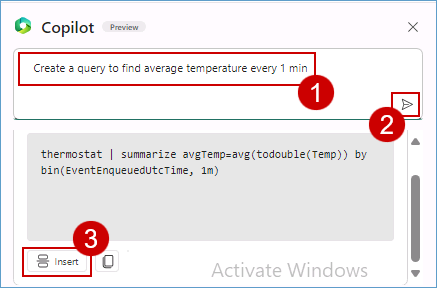 Copilot Preview
Create a query to find average temperature every 1 min
1
2
thermostat | summarize avgTemp=avg(todouble(Temp)) by
bin(EventEnqueuedUtcTime, 1m)
3
Insert
Activate Windows